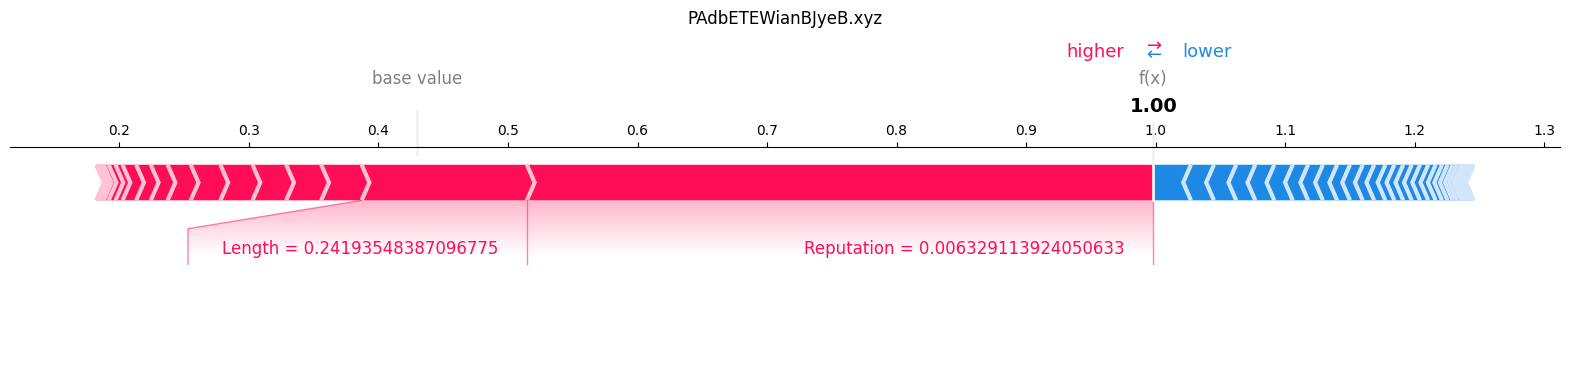 PAdbETEWianBJyeB.xyz
higher → ← lower
base value
f(x)
1.00
0.2 0.3 0.4 0.5 0.6 0.7 0.8 0.9 1.0 1.1 1.2 1.3
Length = 0.24193548387096775
Reputation = 0.006329113924050633